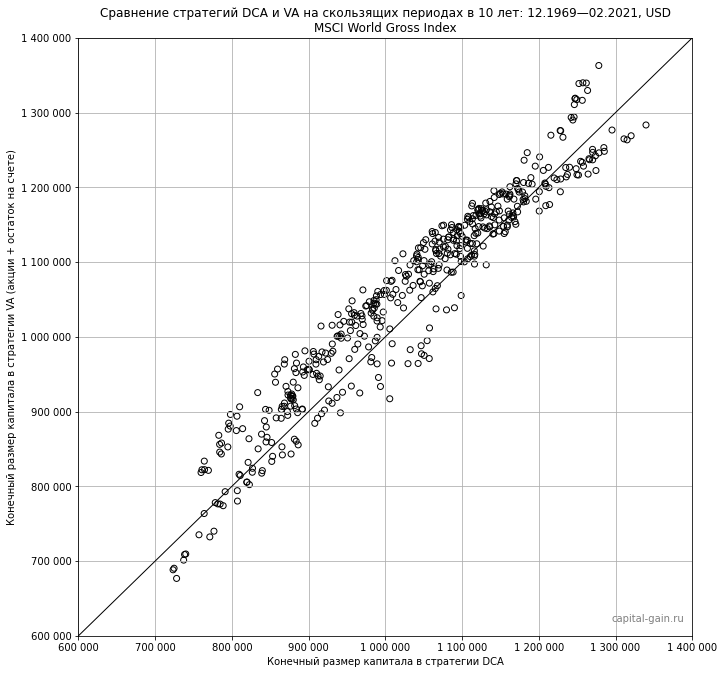 Сравнение стратегий DCA и VA на скользящих периодах в 10 лет: 12.1969—02.2021, USD
MSCI World Gross Index
Конечный размер капитала в стратегии VA (акции + остаток на счете)
1 400 000
1 300 000
1 200 000
1 100 000
1 000 000
900 000
800 000
700 000
600 000
capital-gain.ru
600 000 700 000 800 000 900 000 1 000 000 1 100 000 1 200 000 1 300 000 1 400 000
Конечный размер капитала в стратегии DCA